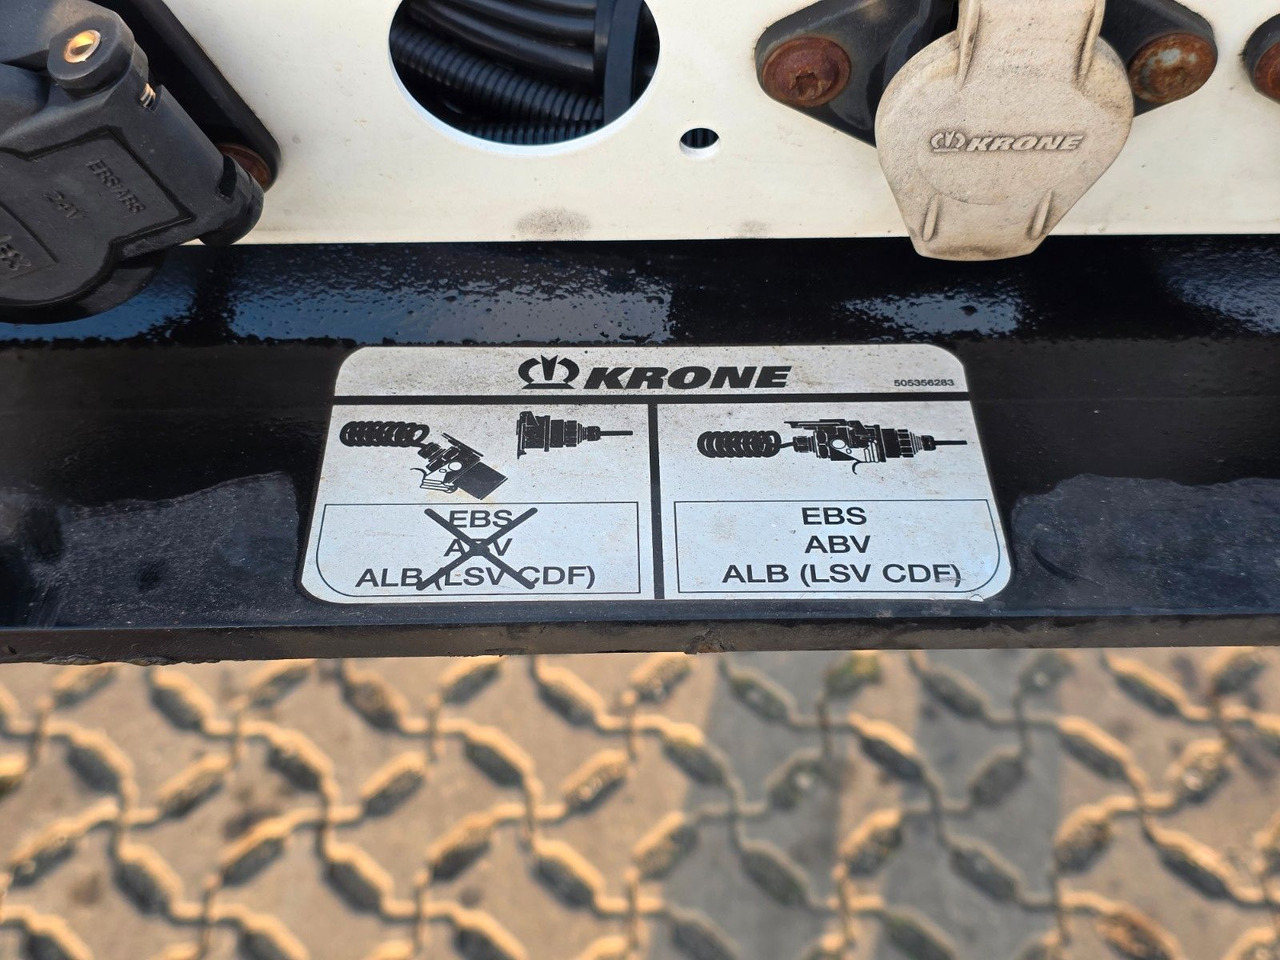 EBS/ABS
24V
KRONE
KRONE
505356283
EBS
ABV
ALB (LSV CDF)
EBS
ABV
ALB (LSV CDF)